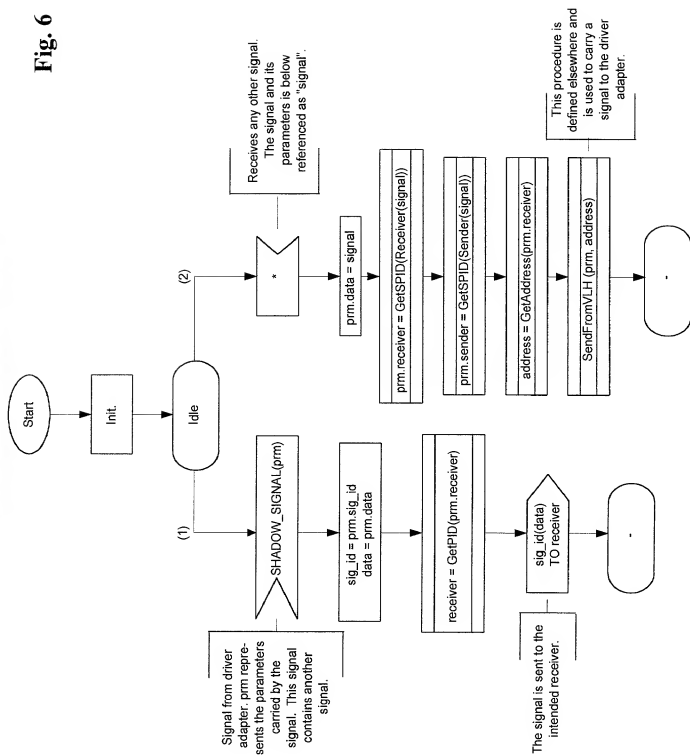 Fig. 6
Start
Init.
Idle
(1)
(2)
Signal from driver
adapter. prm repre-
sents the parameters
carried by the
signal. This signal
contains another
signal.
SHADOW_SIGNAL(prm)
sig_id = prm.sig_id
data = prm.data
receiver = GetPID(prm.receiver)
sig_id(data)
TO receiver
The signal is sent to the
intended receiver.
-
Receives any other signal.
The signal and its
parameters is below
referenced as "signal".
*
prm.data = signal
prm.receiver = GetSPID(Receiver(signal))
prm.sender = GetSPID(Sender(signal))
address = GetAddress(prm.receiver)
SendFromVLH (prm, address)
This procedure is
defined elsewhere and
is used to carry a
signal to the driver
adapter.
-